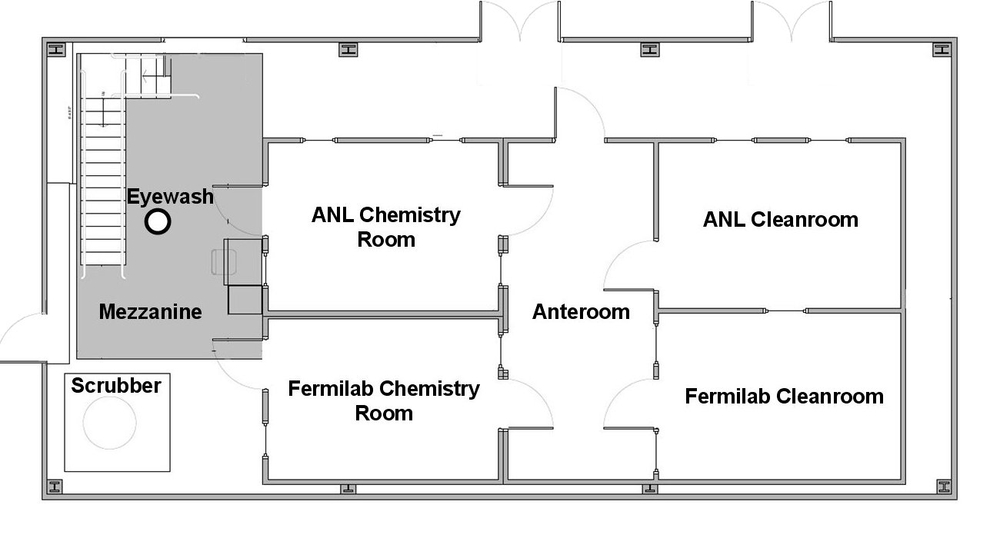 Eyewash
ANL Chemistry
Room
ANL Cleanroom
Mezzanine
Anteroom
Scrubber
Fermilab Chemistry
Room
Fermilab Cleanroom